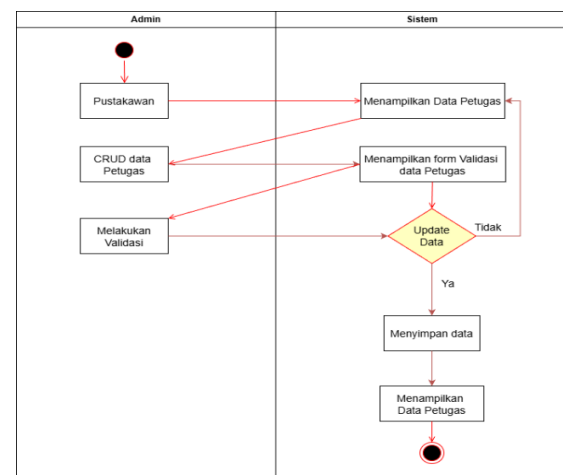 Admin
Sistem
Pustakawan
Menampilkan Data Petugas
CRUD data
Petugas
Menampilkan form Validasi
data Petugas
Melakukan
Validasi
Update
Data
Tidak
Ya
Menyimpan data
Menampilkan
Data Petugas